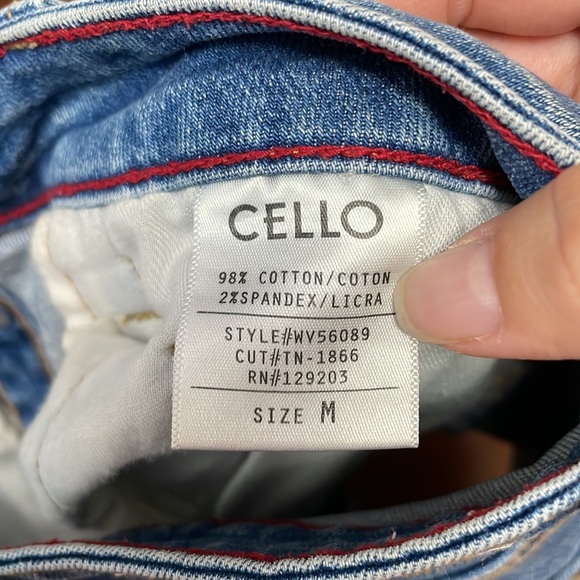 CELLO
98% COTTON/COTON
2%SPANDEX/LICRA
STYLE#WV56089
CUT#TN-1866
RN#129203
SIZE M